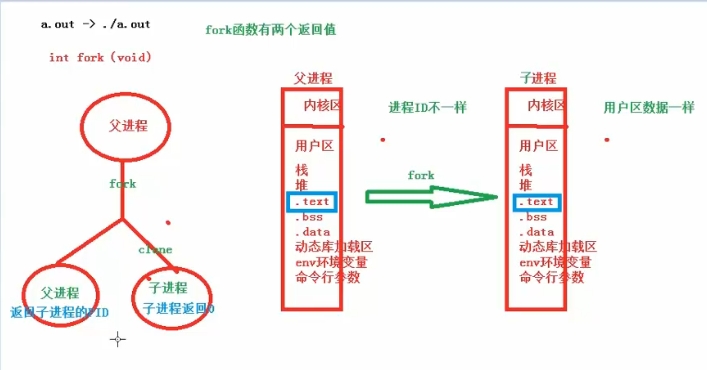 a.out -> ./a.out
fork函数有两个返回值
int fork（void）
父进程
fork
clone
父进程
返回子进程的PID
子进程
子进程返回0
父进程
内核区
进程ID不一样
用户区
栈
堆
.text
.bss
.data
动态库加载区
env环境变量
命令行参数
fork
子进程
内核区
用户区数据一样
用户区
栈
堆
.text
.bss
.data
动态库加载区
env环境变量
命令行参数